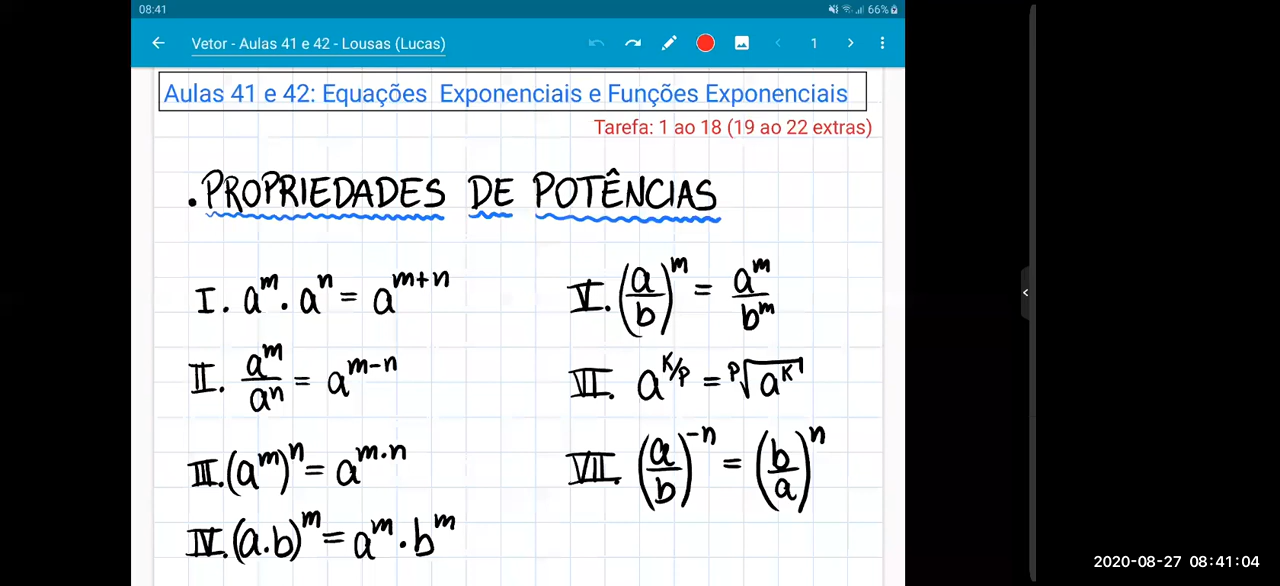 08:41
66%
Vetor - Aulas 41 e 42 - Lousas (Lucas)
1
Aulas 41 e 42: Equações Exponenciais e Funções Exponenciais
Tarefa: 1 ao 18 (19 ao 22 extras)
. PROPRIEDADES DE POTÊNCIAS
I. a^m . a^n = a^{m+n}
II. a^m / a^n = a^{m-n}
III. (a^m)^n = a^{m.n}
IV. (a.b)^m = a^m . b^m
V. (a/b)^m = a^m / b^m
VI. a^{K/P} = ᴾ√(a^K)
VII. (a/b)^{-n} = (b/a)^n
2020-08-27 08:41:04